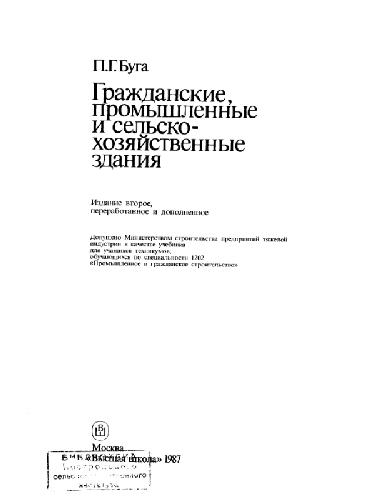 П.Г.Буга
Гражданские,
промышленные
и сельско-
хозяйственные
здания
Издание второе,
переработанное и дополненное
Допущено Министерством строительства предприятий тяжелой
индустрии в качестве учебника
для учащихся техникумов,
обучающихся по специальности 1202
«Промышленное и гражданское строительство»
Москва
«Высшая школа» 1987